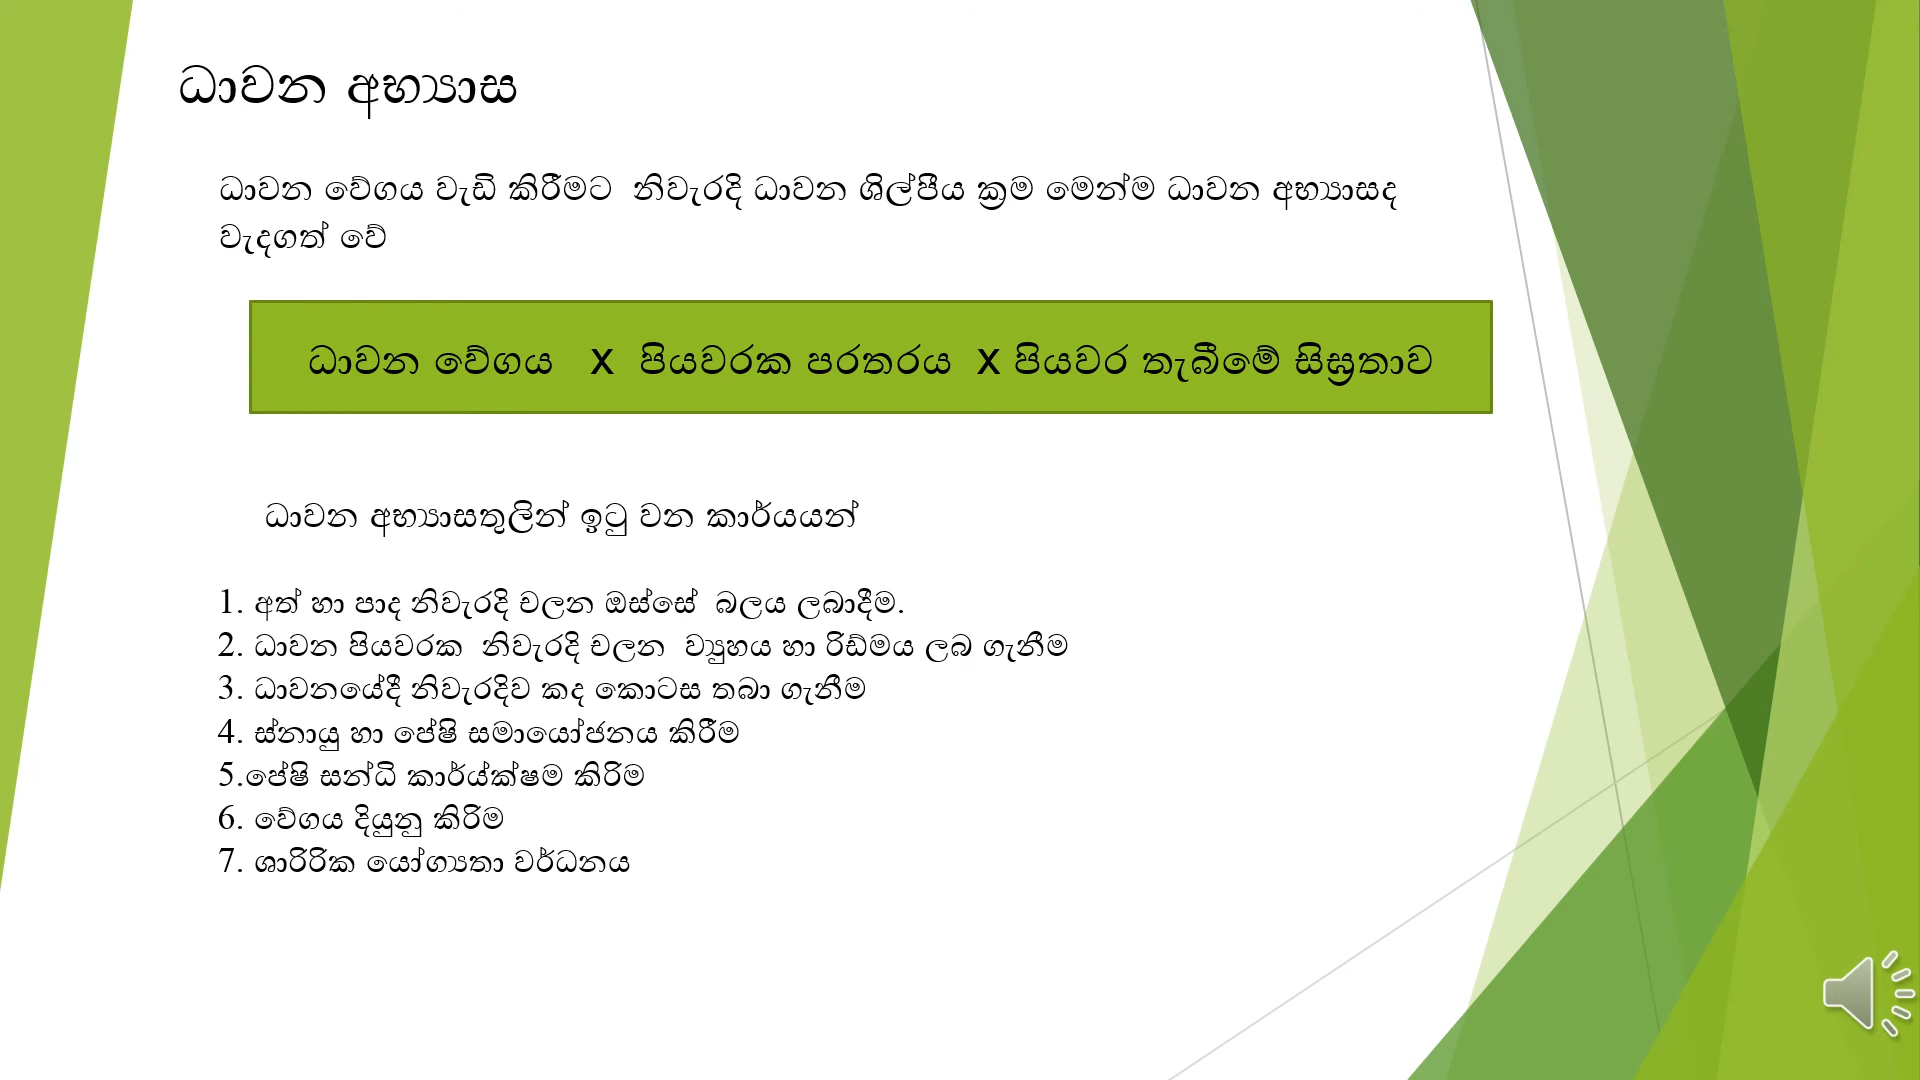 ධාවන අභ්‍යාස
ධාවන වේගය වැඩි කිරීමට නිවැරදි ධාවන ශිල්පීය ක්‍රම මෙන්ම ධාවන අභ්‍යාසද
වැදගත් වේ
ධාවන වේගය X පියවරක පරතරය X පියවර තැබීමේ සිඝ්‍රතාව
ධාවන අභ්‍යාසතුලින් ඉටු වන කාර්යයන්
1. අත් හා පාද නිවැරදි චලන ඔස්සේ බලය ලබාදීම.
2. ධාවන පියවරක නිවැරදි චලන ව්‍යුහය හා රිඩ්මය ලබ ගැනීම
3. ධාවනයේදී නිවැරදිව කද කොටස තබා ගැනීම
4. ස්නායු හා පේෂි සමායෝජනය කිරීම
5.පේෂි සන්ධි කාර්ය්ක්ෂම කිරිම
6. වේගය දියුනු කිරිම
7. ශාරිරික යෝග්‍යතා වර්ධනය